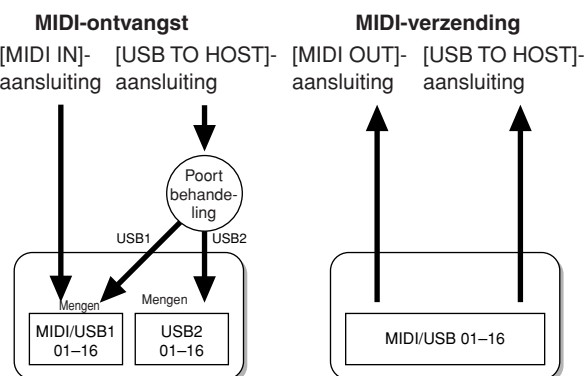 MIDI-ontvangst
[MIDI IN]-
aansluiting
[USB TO HOST]-
aansluiting
Poort
behande-
ling
USB1
USB2
Mengen
Mengen
MIDI/USB1
01–16
USB2
01–16
MIDI-verzending
[MIDI OUT]-
aansluiting
[USB TO HOST]-
aansluiting
MIDI/USB 01–16